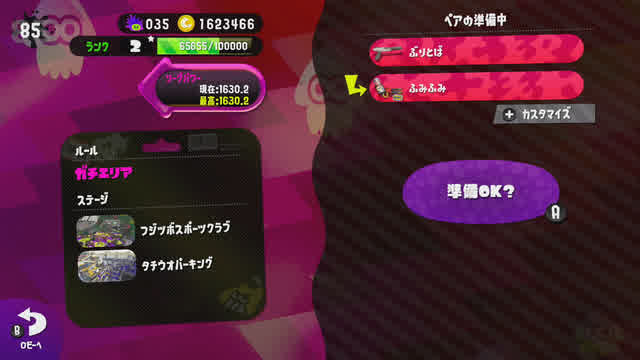 85
035
1623466
ランク 2 65855/100000
リーグパワー
現在:1630.2
最高:1630.2
ルール
ガチエリア
ステージ
フジツボスポーツクラブ
タチウオパーキング
B
ロビーへ
ペアの準備中
ぷりとぱ
ふみふみ
+ カスタマイズ
準備OK?
A